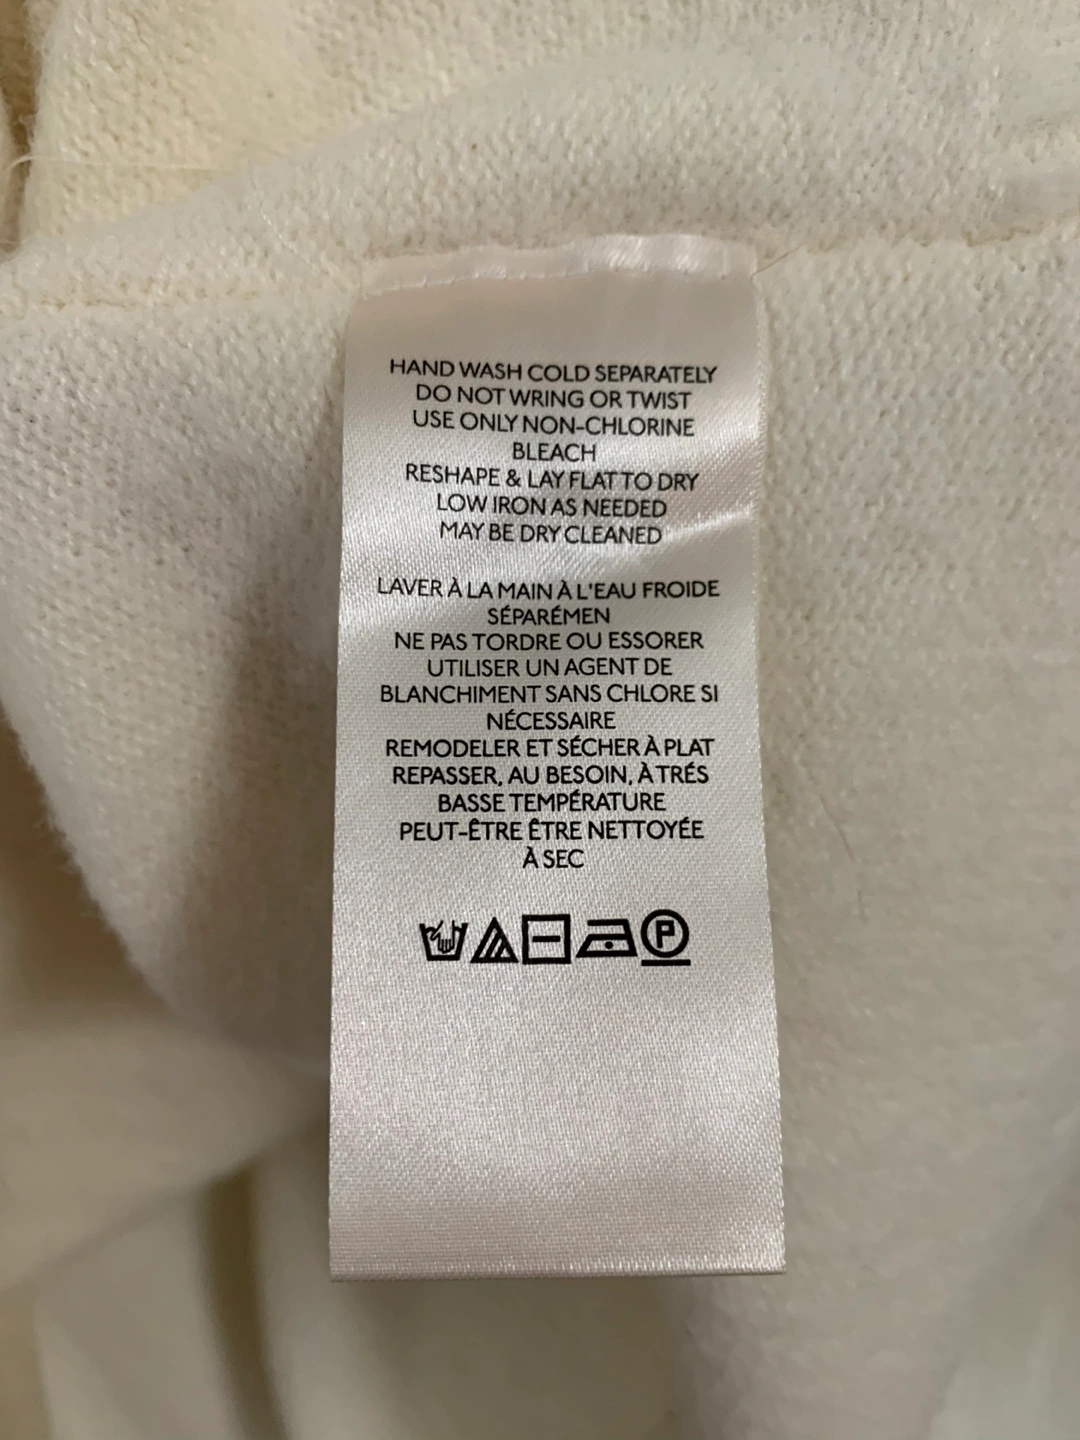 HAND WASH COLD SEPARATELY
DO NOT WRING OR TWIST
USE ONLY NON-CHLORINE
BLEACH
RESHAPE & LAY FLAT TO DRY
LOW IRON AS NEEDED
MAY BE DRY CLEANED
LAVER À LA MAIN À L'EAU FROIDE
SÉPARÉMEN
NE PAS TORDRE OU ESSORER
UTILISER UN AGENT DE
BLANCHIMENT SANS CHLORE SI
NÉCESSAIRE
REMODELER ET SÉCHER À PLAT
REPASSER, AU BESOIN, À TRÉS
BASSE TEMPÉRATURE
PEUT-ÊTRE ÊTRE NETTOYÉE
À SEC
P